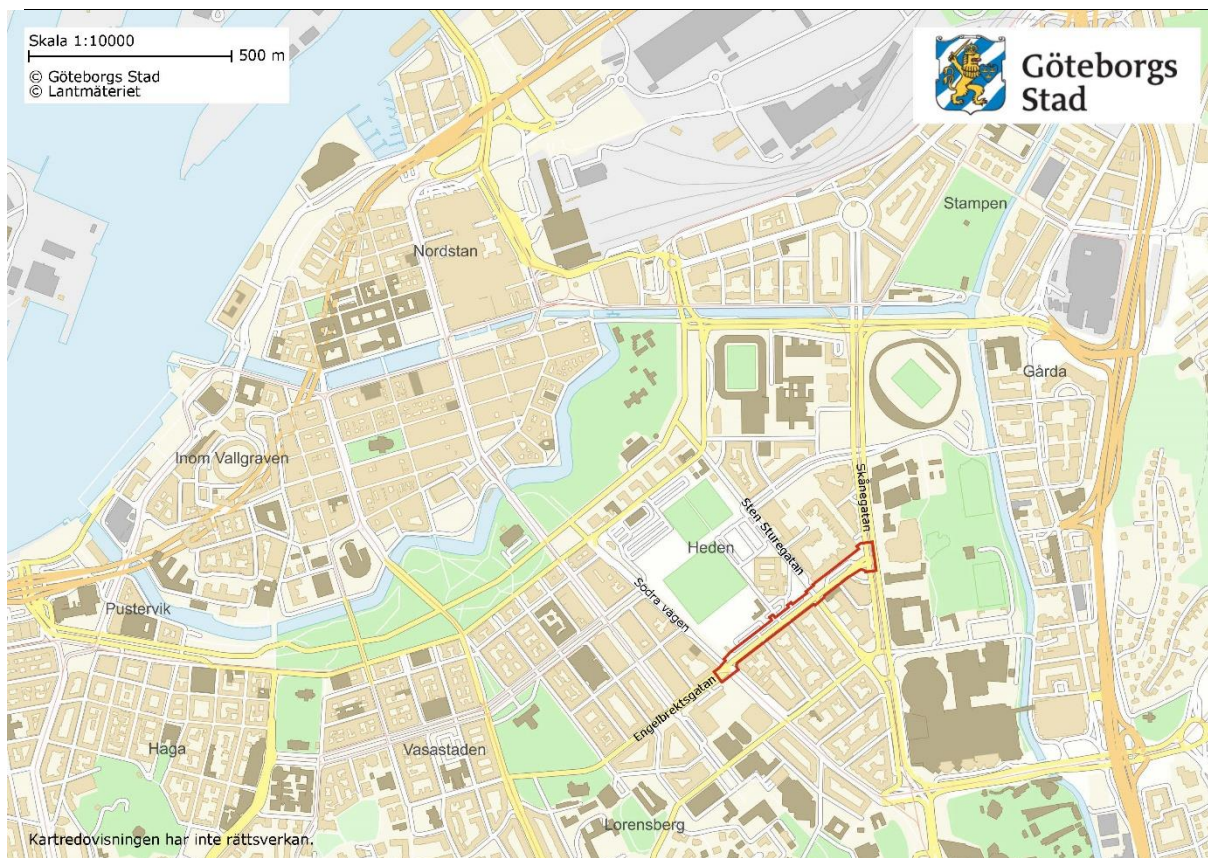 Skala 1:10000
500 m
© Göteborgs Stad
© Lantmäteriet
Göteborgs
Stad
Stampen
Nordstan
Gårda
Inom Vallgraven
Skånegatan
Sten Sturegatan
Heden
Södra vägen
Pustervik
Engelbrektsgatan
Haga
Vasastaden
Lorensberg
Kartredovisningen har inte rättsverkan.